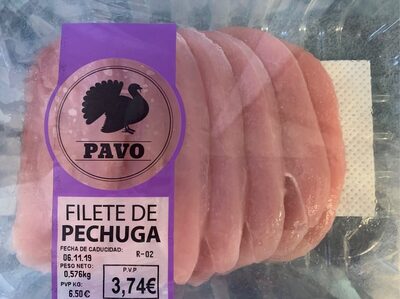 PAVO
FILETE DE
PECHUGA
FECHA DE CADUCIDAD:
06.11.19 R-02
PESO NETO:
0,576kg
P.V.P
PVP KG:
6.50€
3,74€